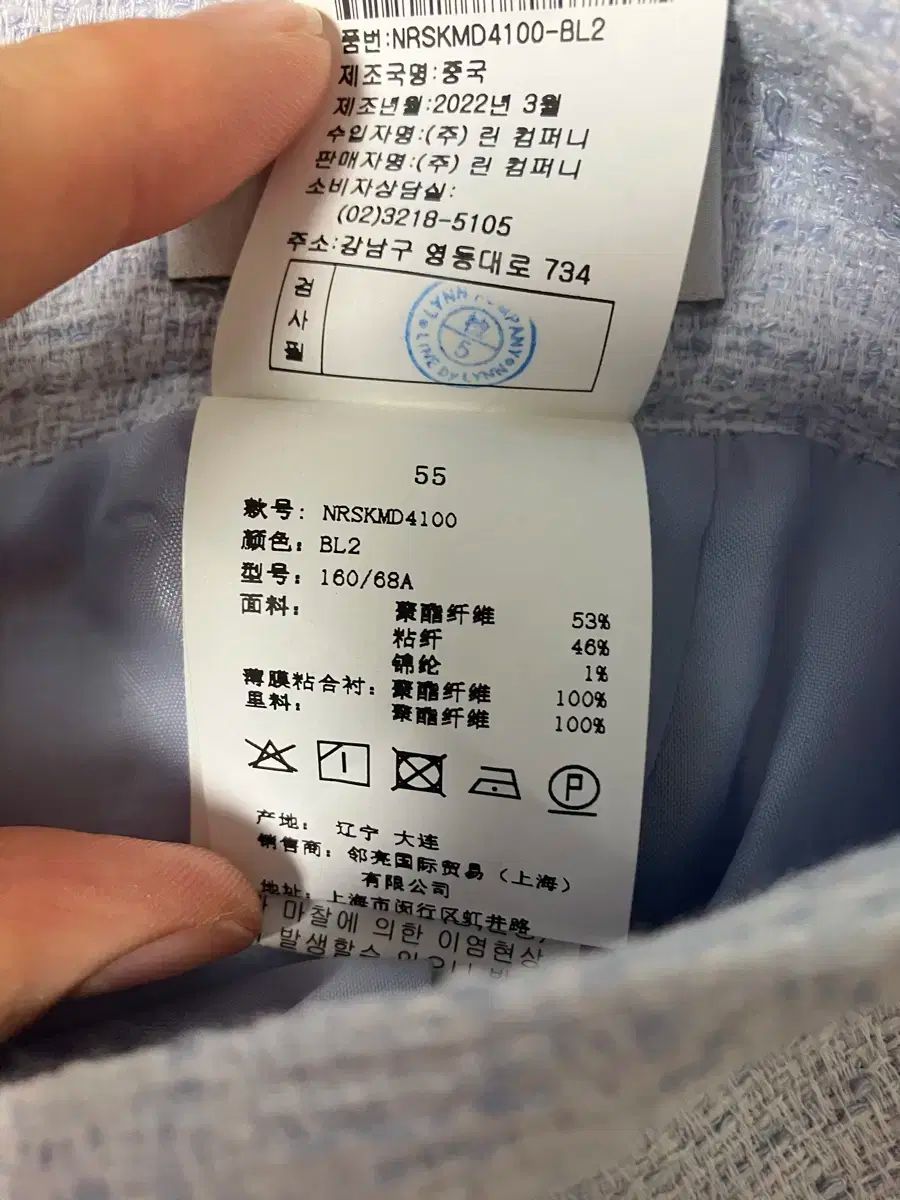 품번:NRSKMD4100-BL2
제조국명:중국
제조년월:2022년 3월
수입자명:(주) 린 컴퍼니
판매자명:(주) 린 컴퍼니
소비자상담실:
(02)3218-5105
주소:강남구 영동대로 734
검사필
LYNN COMPANY
5
LINE BY LYNN
55
款号: NRSKMD4100
颜色: BL2
型号: 160/68A
面料: 聚酯纤维 53%
粘纤 46%
锦纶 1%
薄膜粘合衬: 聚酯纤维 100%
里料: 聚酯纤维 100%
P
产地: 辽宁 大连
销售商: 邻亮国际贸易（上海）
有限公司
地址: 上海市闵行区虹井路,
마찰에 의한 이염현상
발생할수